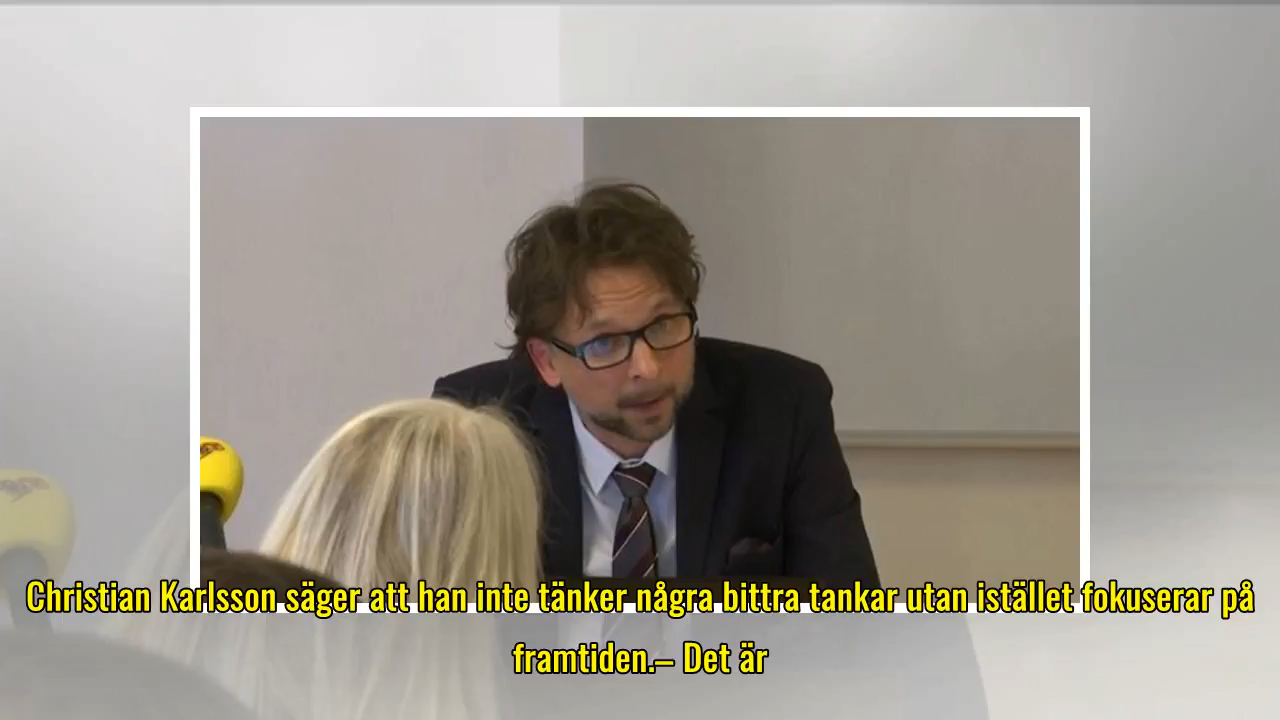 Christian Karlsson säger att han inte tänker några bittra tankar utan istället fokuserar på
framtiden.– Det är